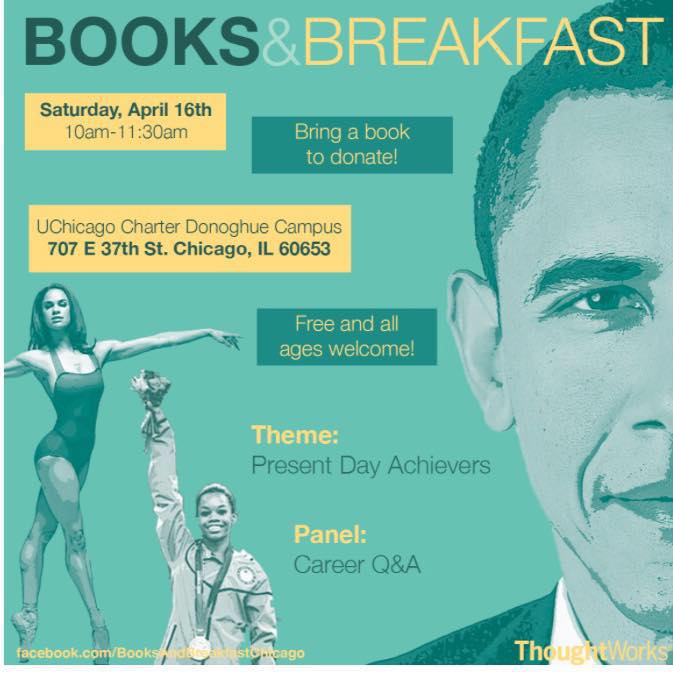 BOOKS&BREAKFAST
Saturday, April 16th
10am-11:30am
Bring a book
to donate!
UChicago Charter Donoghue Campus
707 E 37th St. Chicago, IL 60653
Free and all
ages welcome!
Theme:
Present Day Achievers
Panel:
Career Q&A
facebook.com/BooksAndBreakfastChicago
ThoughtWorks